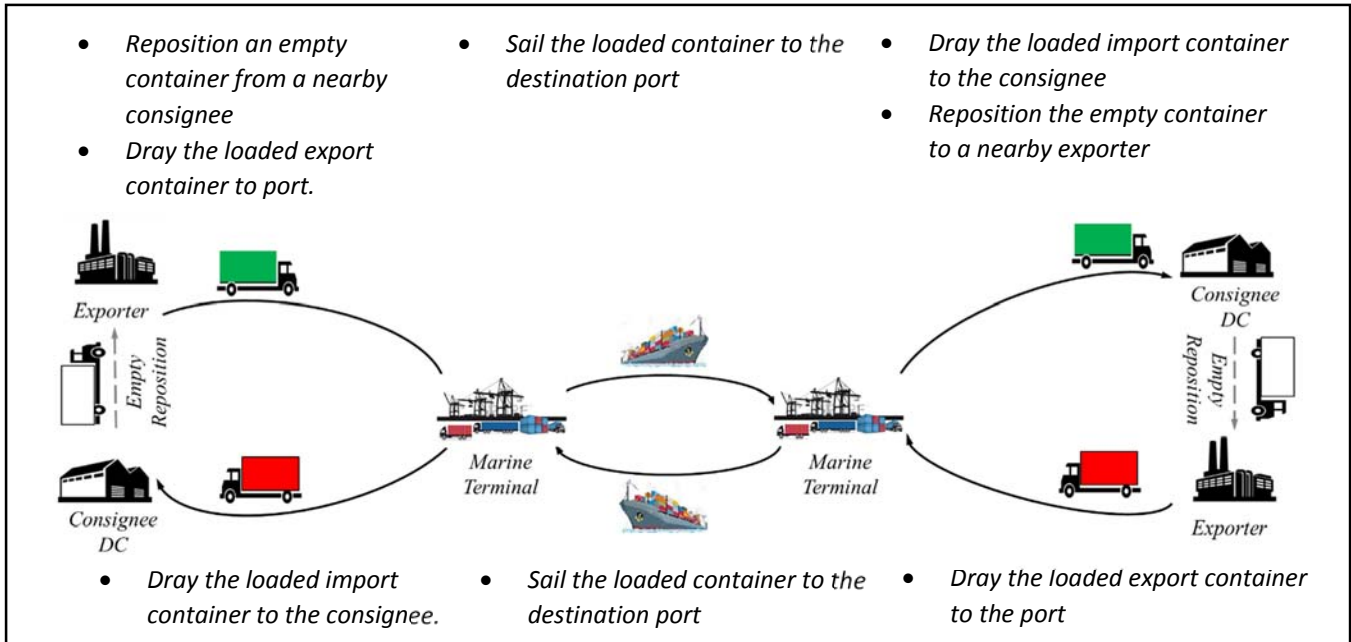 • Reposition an empty
container from a nearby
consignee
• Dray the loaded export
container to port.
• Sail the loaded container to the
destination port
• Dray the loaded import container
to the consignee
• Reposition the empty container
to a nearby exporter
Exporter
Empty
Reposition
Consignee
DC
Marine
Terminal
Marine
Terminal
Consignee
DC
Empty
Reposition
Exporter
• Dray the loaded import
container to the consignee.
• Sail the loaded container to the
destination port
• Dray the loaded export container
to the port